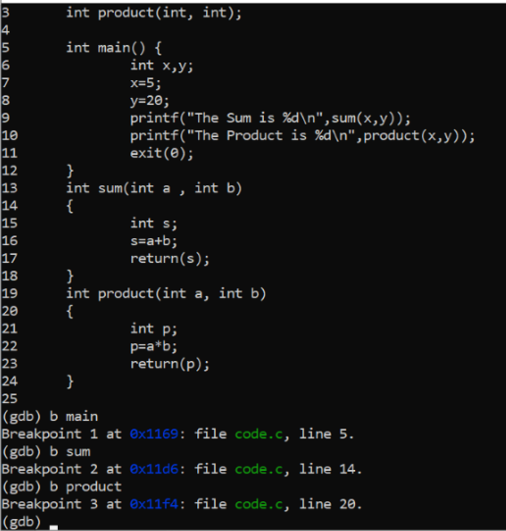 3 int product(int, int);
4
5 int main() {
6 int x,y;
7 x=5;
8 y=20;
9 printf("The Sum is %d\n",sum(x,y));
10 printf("The Product is %d\n",product(x,y));
11 exit(0);
12 }
13 int sum(int a , int b)
14 {
15 int s;
16 s=a+b;
17 return(s);
18 }
19 int product(int a, int b)
20 {
21 int p;
22 p=a*b;
23 return(p);
24 }
25
(gdb) b main
Breakpoint 1 at 0x1169: file code.c, line 5.
(gdb) b sum
Breakpoint 2 at 0x11d6: file code.c, line 14.
(gdb) b product
Breakpoint 3 at 0x11f4: file code.c, line 20.
(gdb)